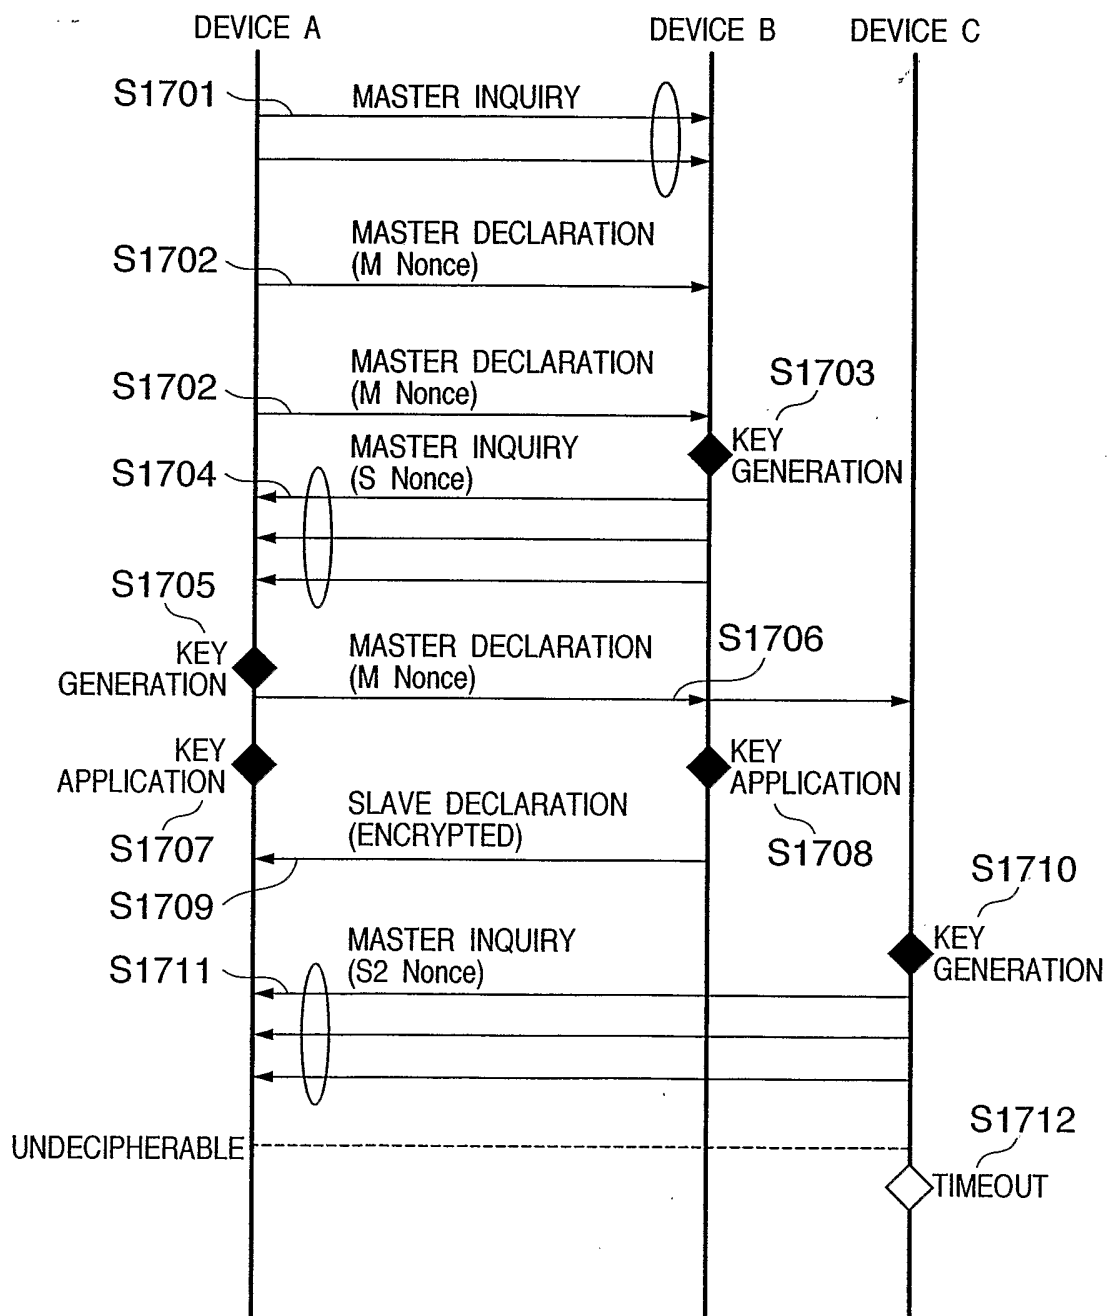 DEVICE A
DEVICE B
DEVICE C
S1701
MASTER INQUIRY
S1702
MASTER DECLARATION
(M Nonce)
S1702
MASTER DECLARATION
(M Nonce)
S1703
KEY
GENERATION
S1704
MASTER INQUIRY
(S Nonce)
S1705
KEY
GENERATION
MASTER DECLARATION
(M Nonce)
S1706
KEY
APPLICATION
S1707
KEY
APPLICATION
S1708
SLAVE DECLARATION
(ENCRYPTED)
S1709
S1710
KEY
GENERATION
S1711
MASTER INQUIRY
(S2 Nonce)
UNDECIPHERABLE
S1712
TIMEOUT